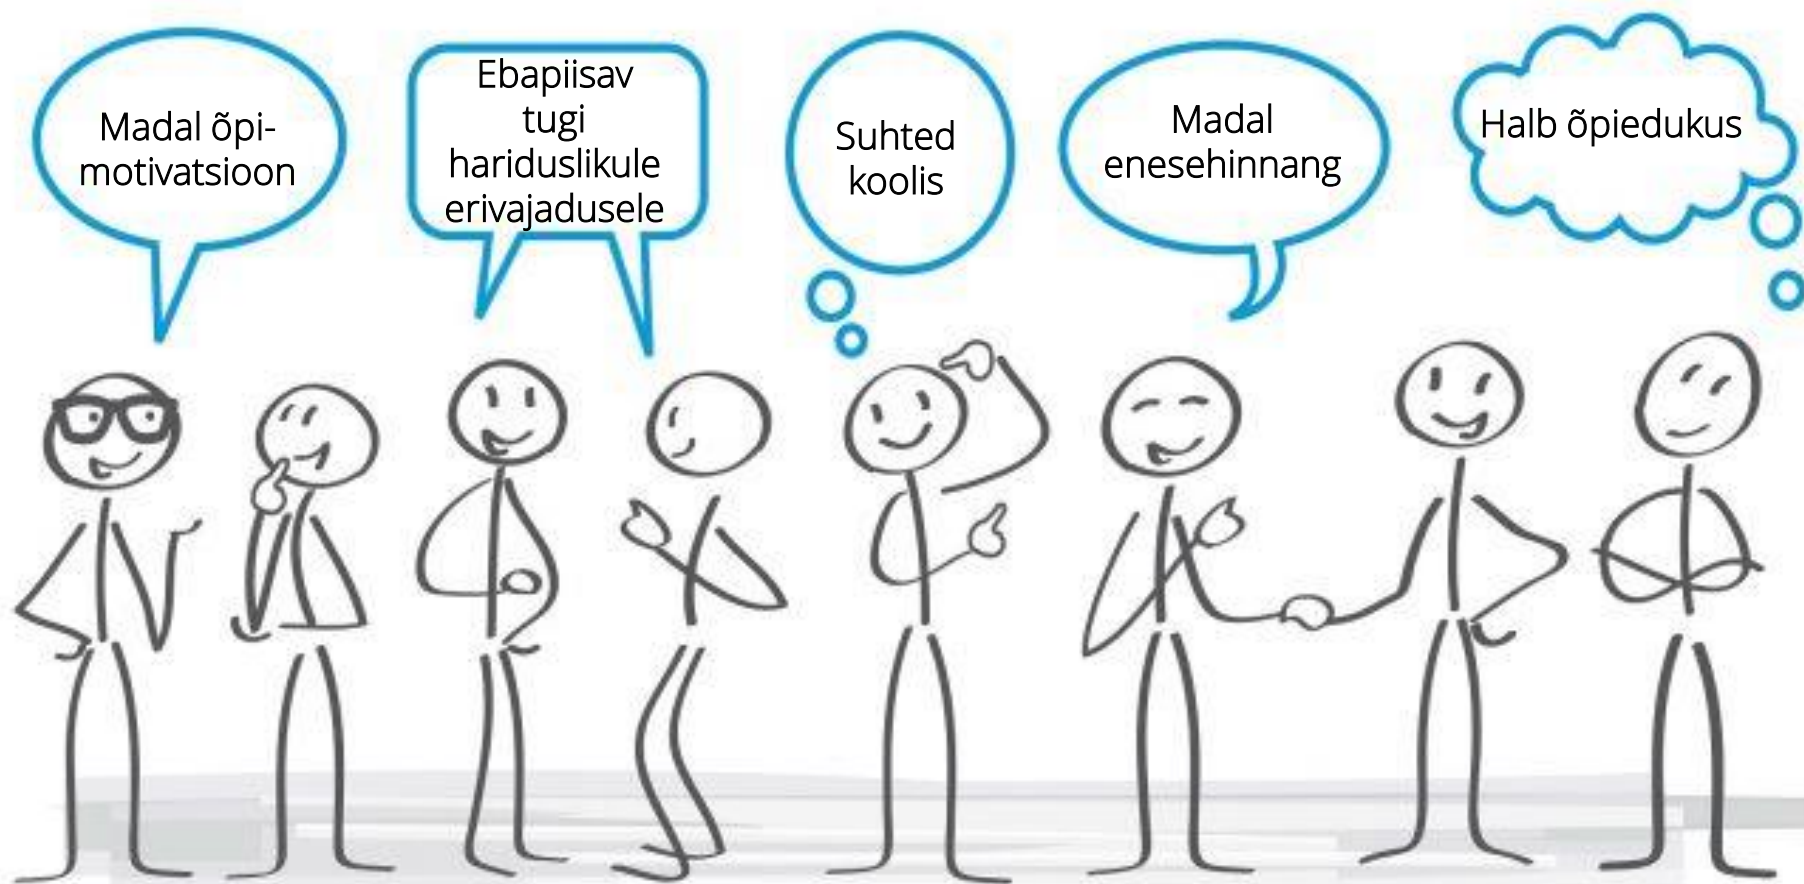 Madal õpi-
motivatsioon
Ebapiisav
tugi
hariduslikule
erivajadusele
Suhted
koolis
Madal
enesehinnang
Halb õpiedukus